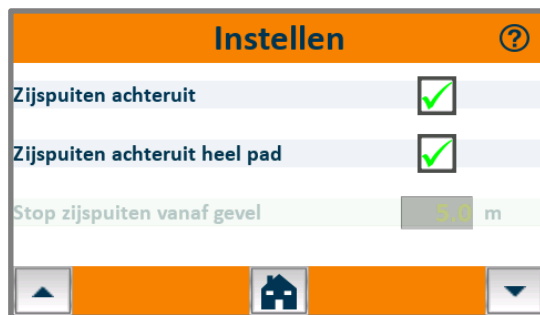 Instellen ?
Zijspuiten achteruit
Zijspuiten achteruit heel pad
Stop zijspuiten vanaf gevel 5.0 m